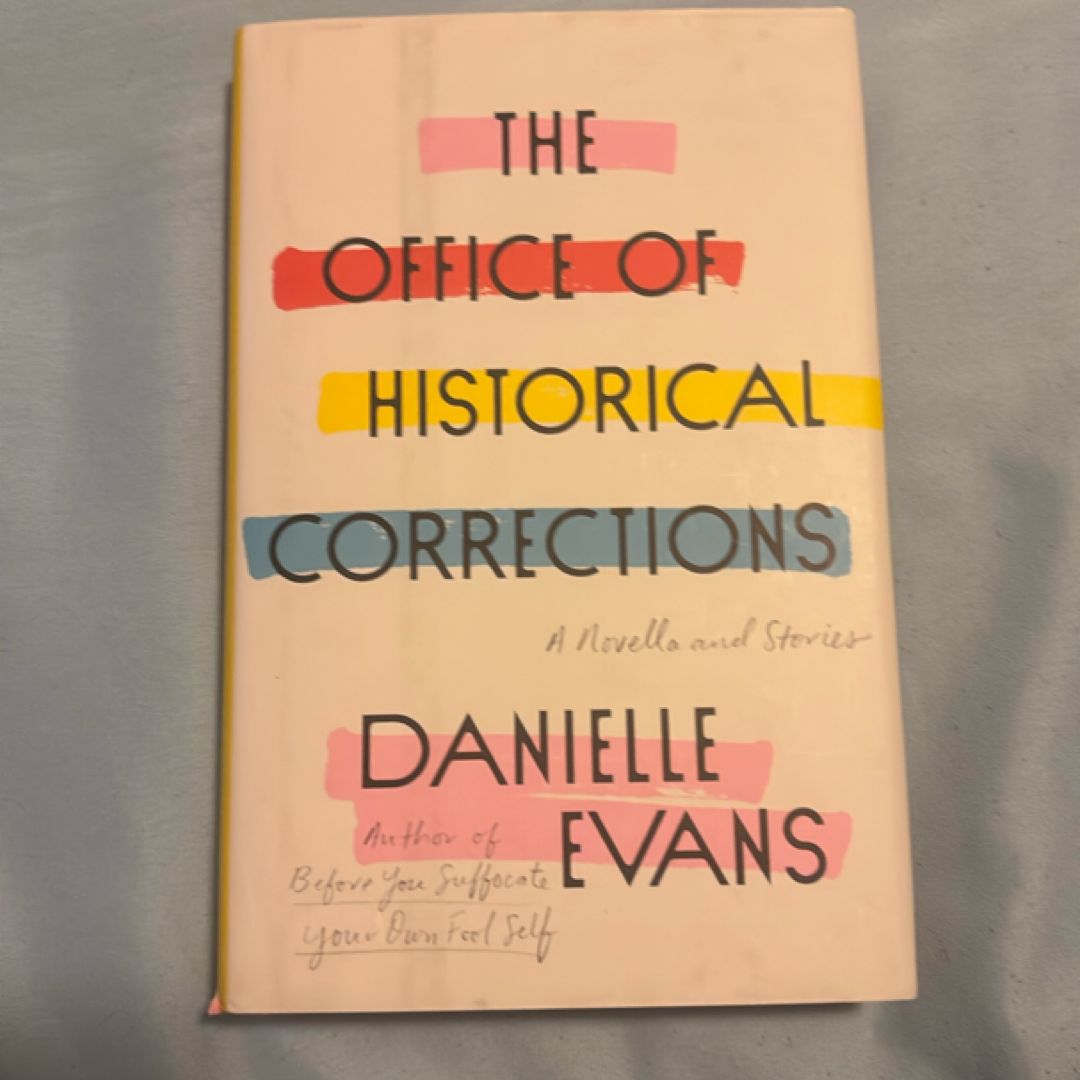 THE
OFFICE OF
HISTORICAL
CORRECTIONS
A Novella and Stories
DANIELLE
EVANS
Author of
Before You Suffocate
Your Own Fool Self